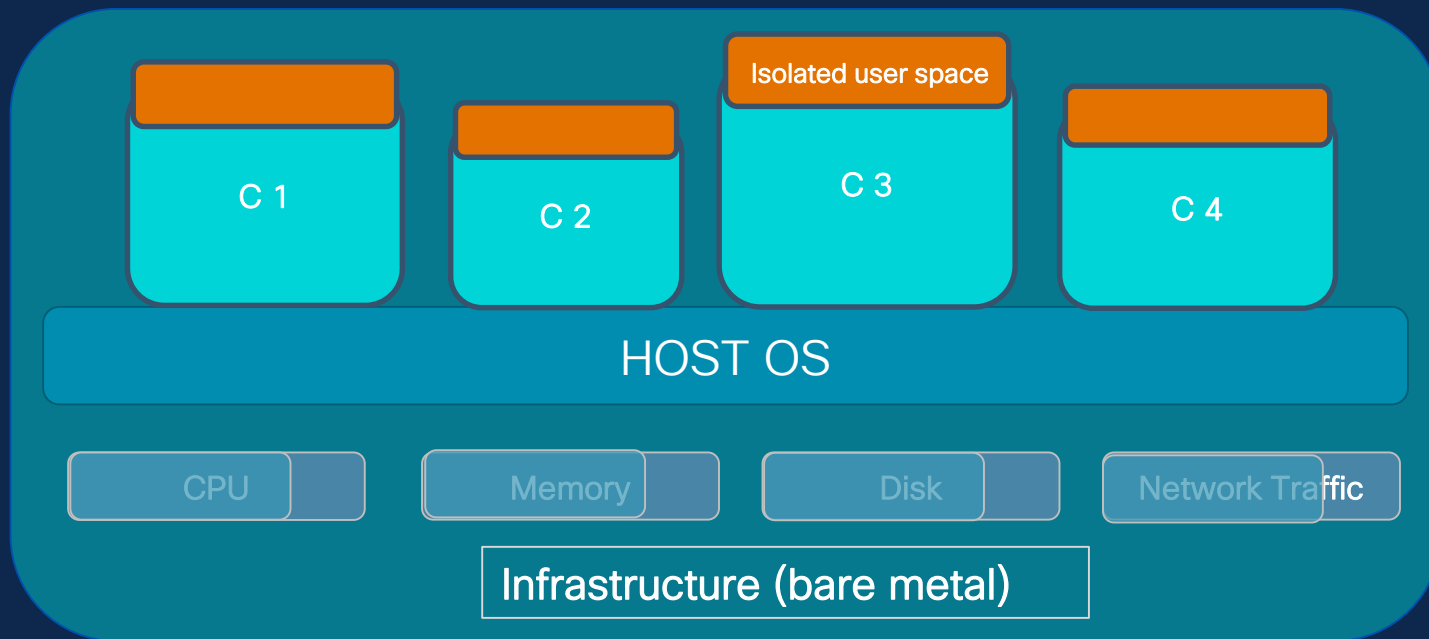 Isolated user space
C 1
C 2
C 3
C 4
HOST OS
CPU
Memory
Disk
Network Traffic
Infrastructure (bare metal)